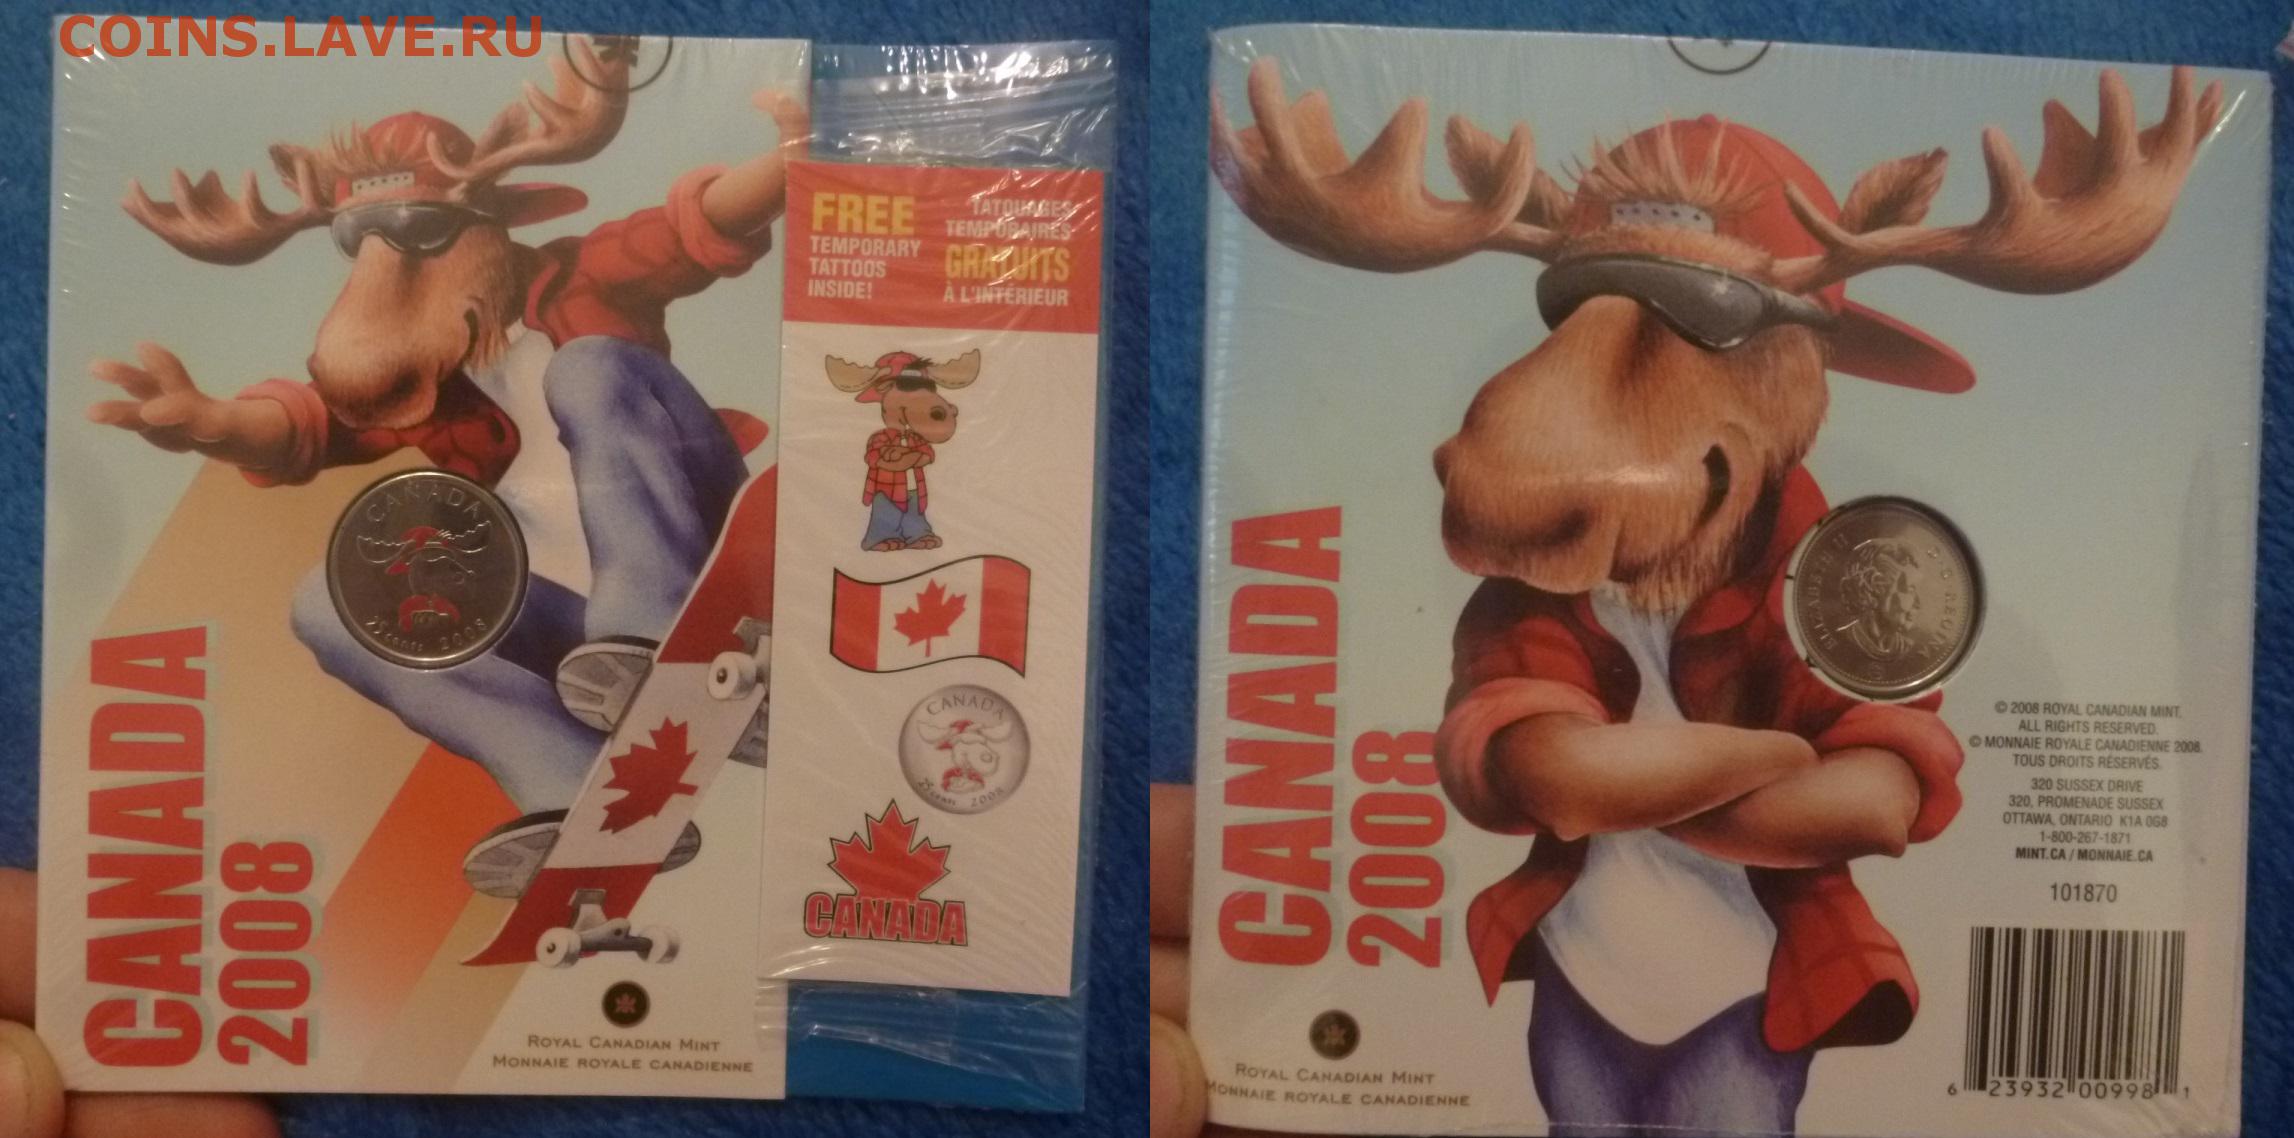 COINS.LAVE.RU
FREE
TEMPORARY
TATTOOS
INSIDE!
TATOUAGES
TEMPORAIRES
GRATUITS
À L'INTÉRIEUR
CANADA
25 cents 2008
CANADA
25 cents 2008
CANADA
CANADA
2008
ROYAL CANADIAN MINT
MONNAIE ROYALE CANADIENNE
ELIZABETH II D·G·REGINA
CANADA
2008
© 2008 ROYAL CANADIAN MINT.
ALL RIGHTS RESERVED.
© MONNAIE ROYALE CANADIENNE 2008.
TOUS DROITS RÉSERVÉS.
320 SUSSEX DRIVE
320, PROMENADE SUSSEX
OTTAWA, ONTARIO K1A 0G8
1-800-267-1871
MINT.CA / MONNAIE.CA
101870
6 23932 00998 1
ROYAL CANADIAN MINT
MONNAIE ROYALE CANADIENNE